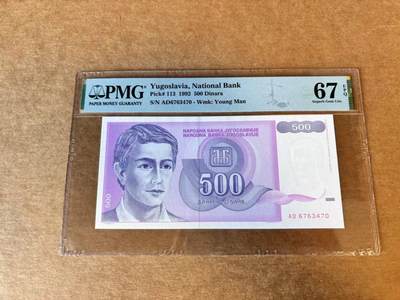 PMG
PAPER MONEY GUARANTY
Yugoslavia, National Bank
Pick# 113 1992 500 Dinara
S/N AD6763470 - Wmk: Young Man
67 EPQ
Superb Gem Unc
НАРОДНА БАНКА ЈУГОСЛАВИЈЕ
NARODNA BANKA JUGOSLAVIJE
500
500
500
AD 6763470